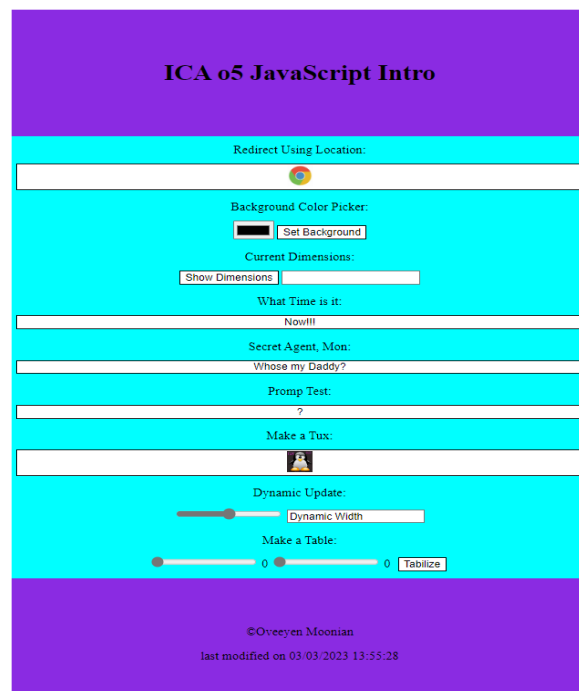 ICA o5 JavaScript Intro
Redirect Using Location:
Background Color Picker:
Set Background
Current Dimensions:
Show Dimensions
What Time is it:
Now!!!
Secret Agent, Mon:
Whose my Daddy?
Promp Test:
?
Make a Tux:
Dynamic Update:
Dynamic Width
Make a Table:
0 0 Tabilize
©Oveeyen Moonian
last modified on 03/03/2023 13:55:28